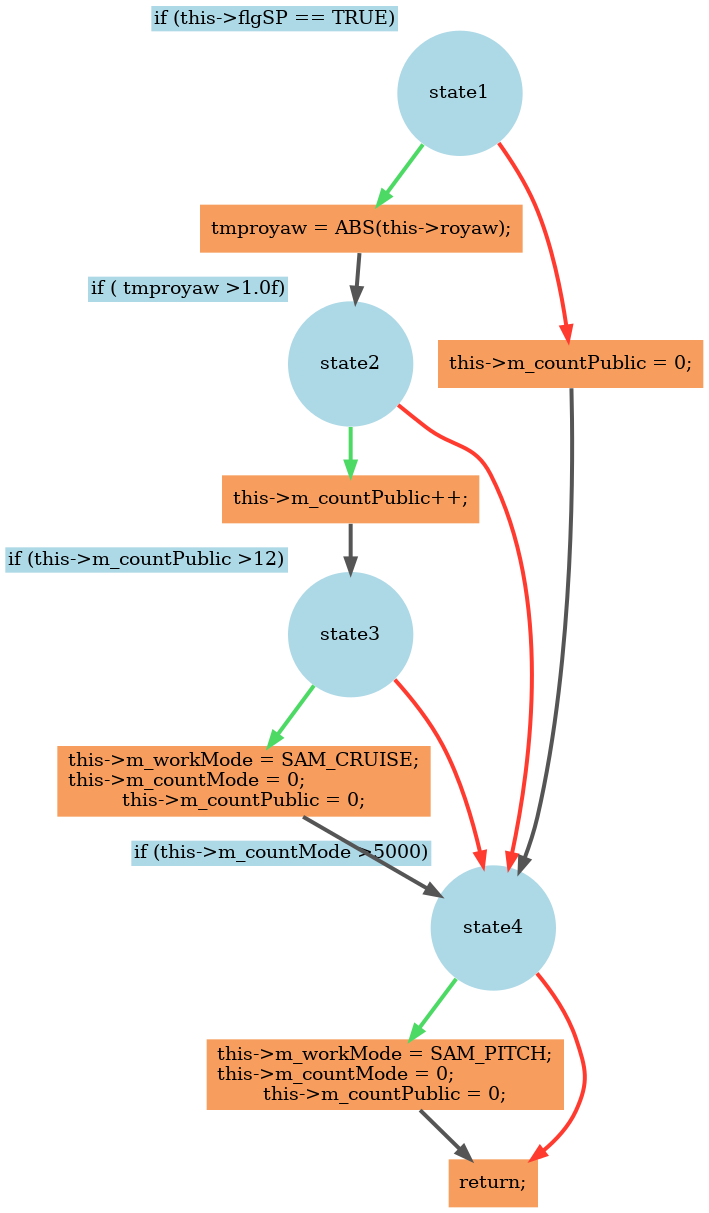 if (this->flgSP == TRUE)
state1
tmproyaw = ABS(this->royaw);
if ( tmproyaw >1.0f)
state2
this->m_countPublic = 0;
this->m_countPublic++;
if (this->m_countPublic >12)
state3
this->m_workMode = SAM_CRUISE;
this->m_countMode = 0;
this->m_countPublic = 0;
if (this->m_countMode >5000)
state4
this->m_workMode = SAM_PITCH;
this->m_countMode = 0;
this->m_countPublic = 0;
return;